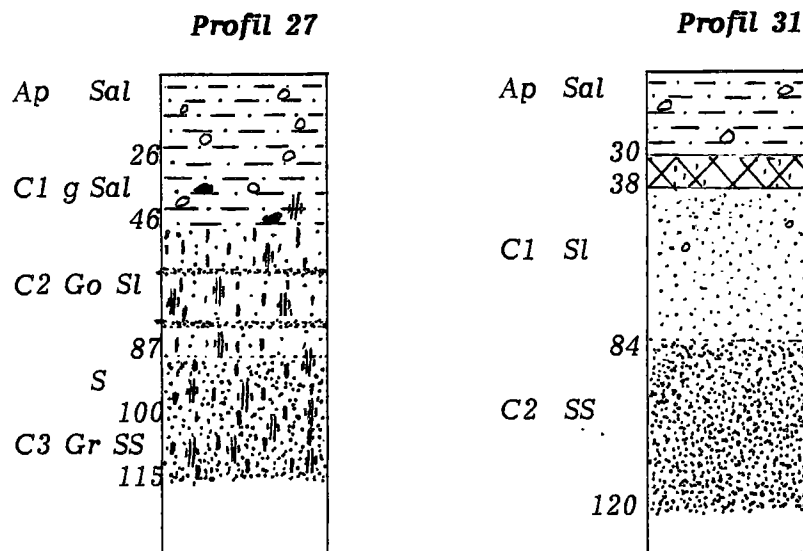 Profil 27
Ap Sal
26
C1 g Sal
46
C2 Go Sl
87
S
100
C3 Gr SS
115
Profil 31
Ap Sal
30
38
C1 Sl
84
C2 SS
120